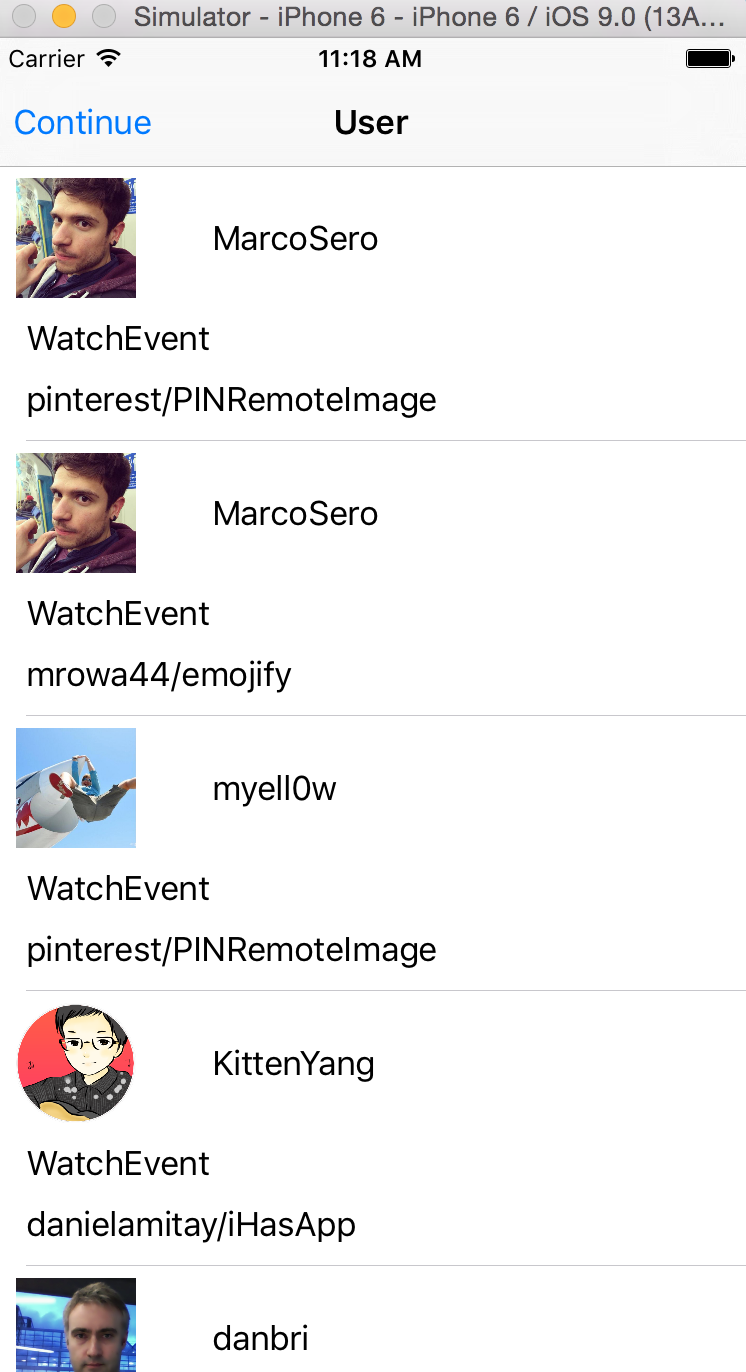 Simulator - iPhone 6 - iPhone 6 / iOS 9.0 (13A...
Carrier 11:18 AM
Continue User
MarcoSero
WatchEvent
pinterest/PINRemoteImage
MarcoSero
WatchEvent
mrowa44/emojify
myell0w
WatchEvent
pinterest/PINRemoteImage
KittenYang
WatchEvent
danielamitay/iHasApp
danbri